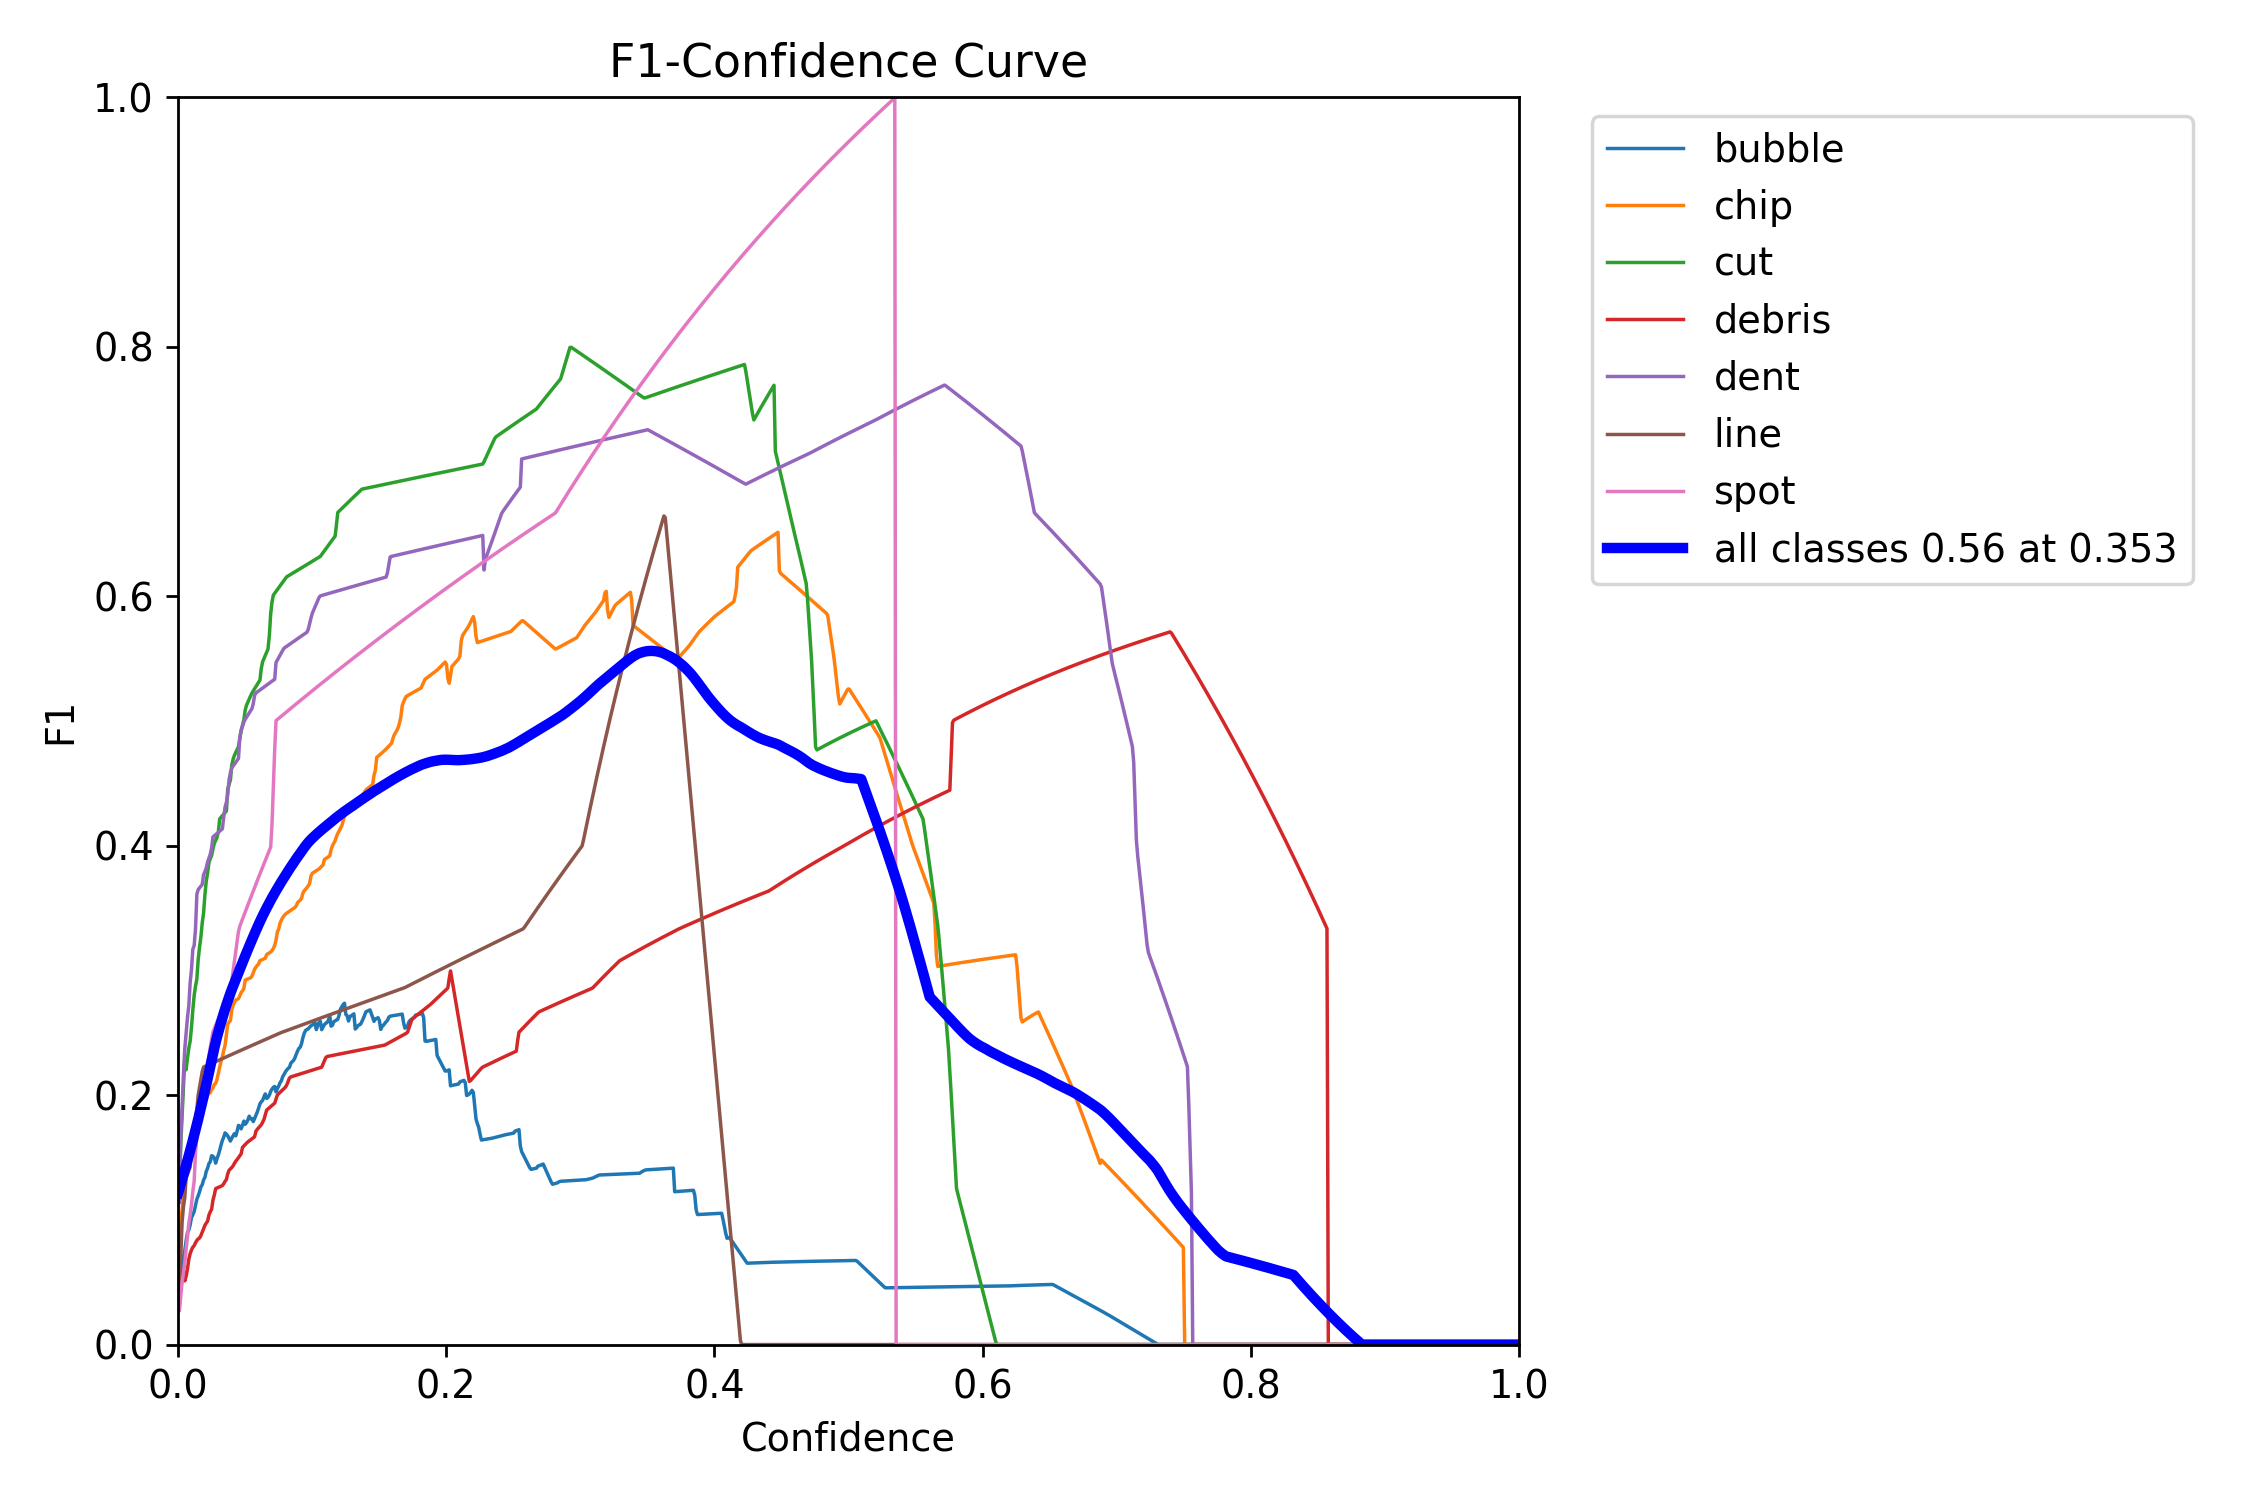 F1-Confidence Curve
1.0
0.8
0.6
0.4
0.2
0.0
F1
0.0 0.2 0.4 0.6 0.8 1.0
Confidence
bubble
chip
cut
debris
dent
line
spot
all classes 0.56 at 0.353